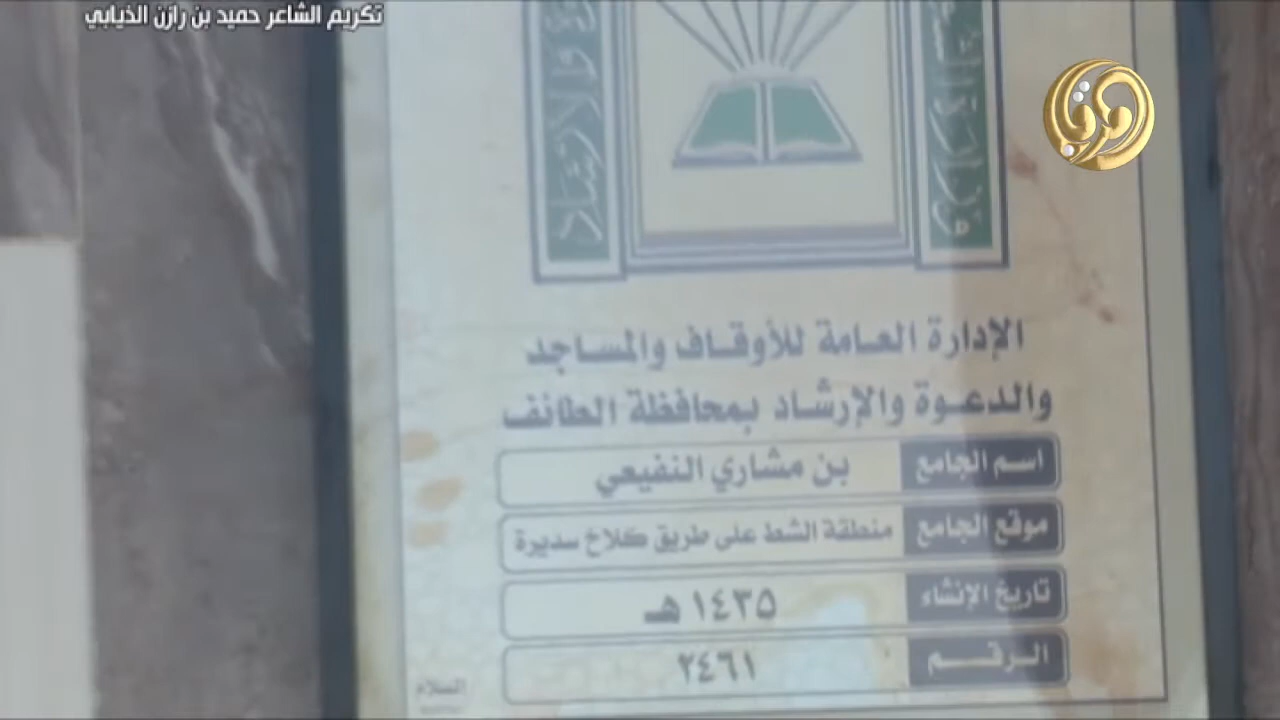 تكريم الشاعر حميد بن رازن الذيابي
الإدارة العامة للأوقاف والمساجد
والدعوة والإرشاد بمحافظة الطائف
اسم الجامع بن مشاري النفيعي
موقع الجامع منطقة الشط على طريق كلاخ سديرة
تاريخ الإنشاء ١٤٣٥ هـ
الرقم ٢٤٦١
السلام